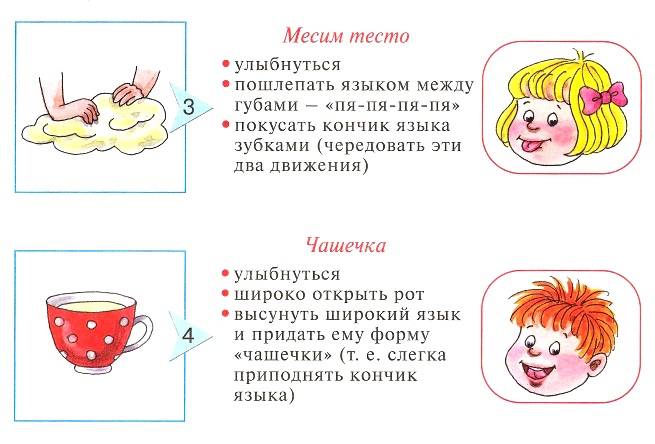 Месим тесто
• улыбнуться
• пошлепать языком между
губами – «пя-пя-пя-пя»
• покусать кончик языка
зубками (чередовать эти
два движения)
3
Чашечка
• улыбнуться
• широко открыть рот
• высунуть широкий язык
и придать ему форму
«чашечки» (т. е. слегка
приподнять кончик
языка)
4